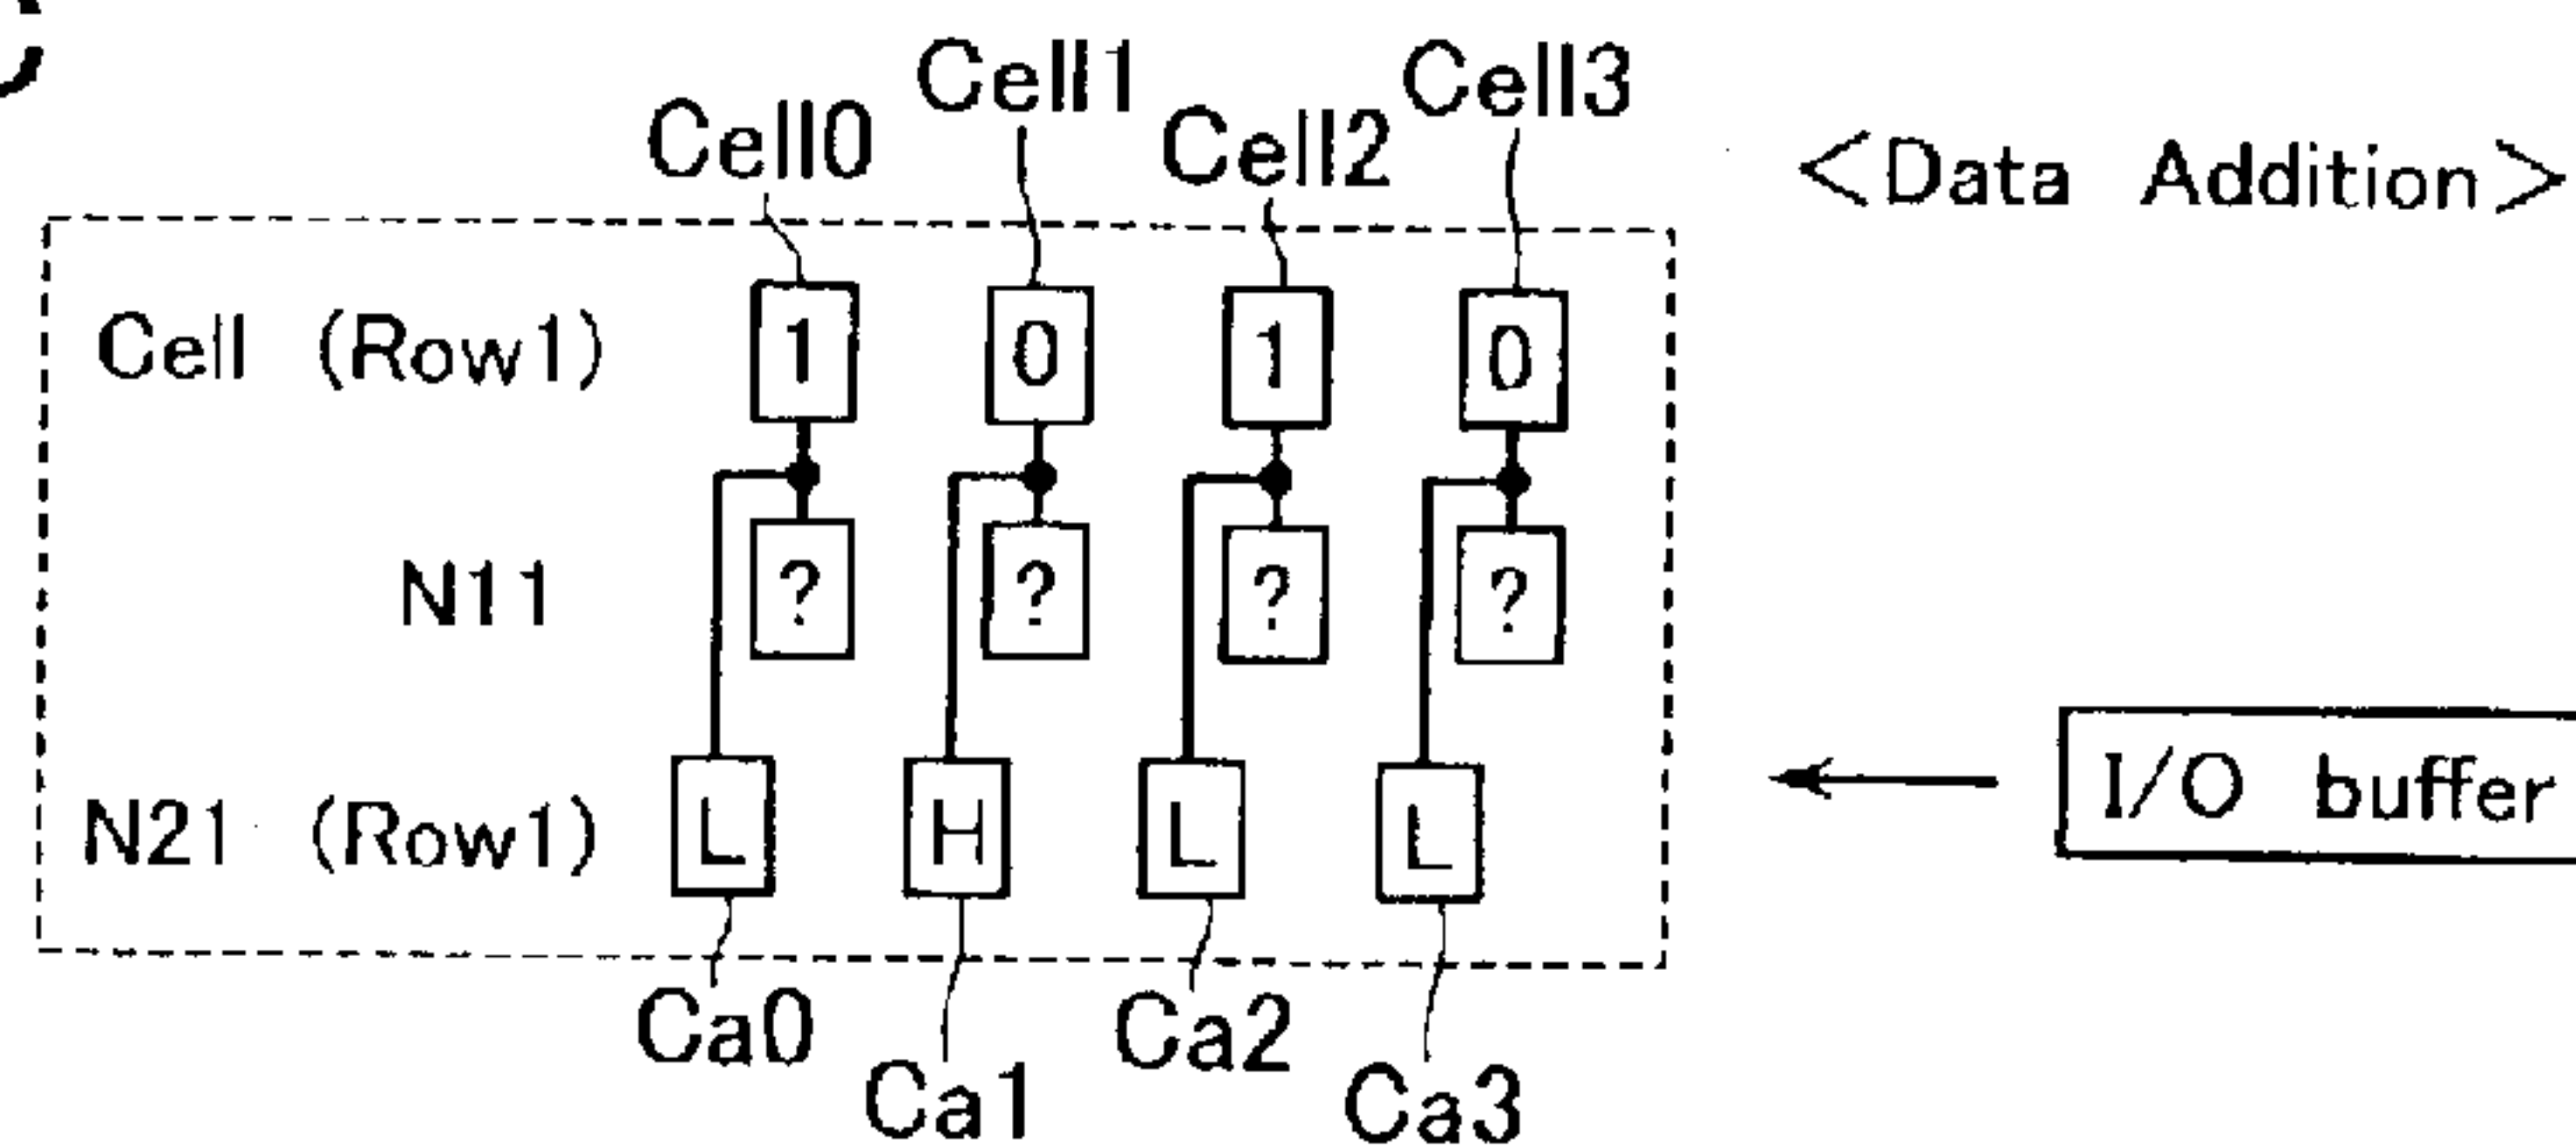 Cell0 Cell1 Cell2 Cell3
<Data Addition>
Cell (Row1) 1 0 1 0
N11 ? ? ? ?
N21 (Row1) L H L L
I/O buffer
Ca0 Ca1 Ca2 Ca3